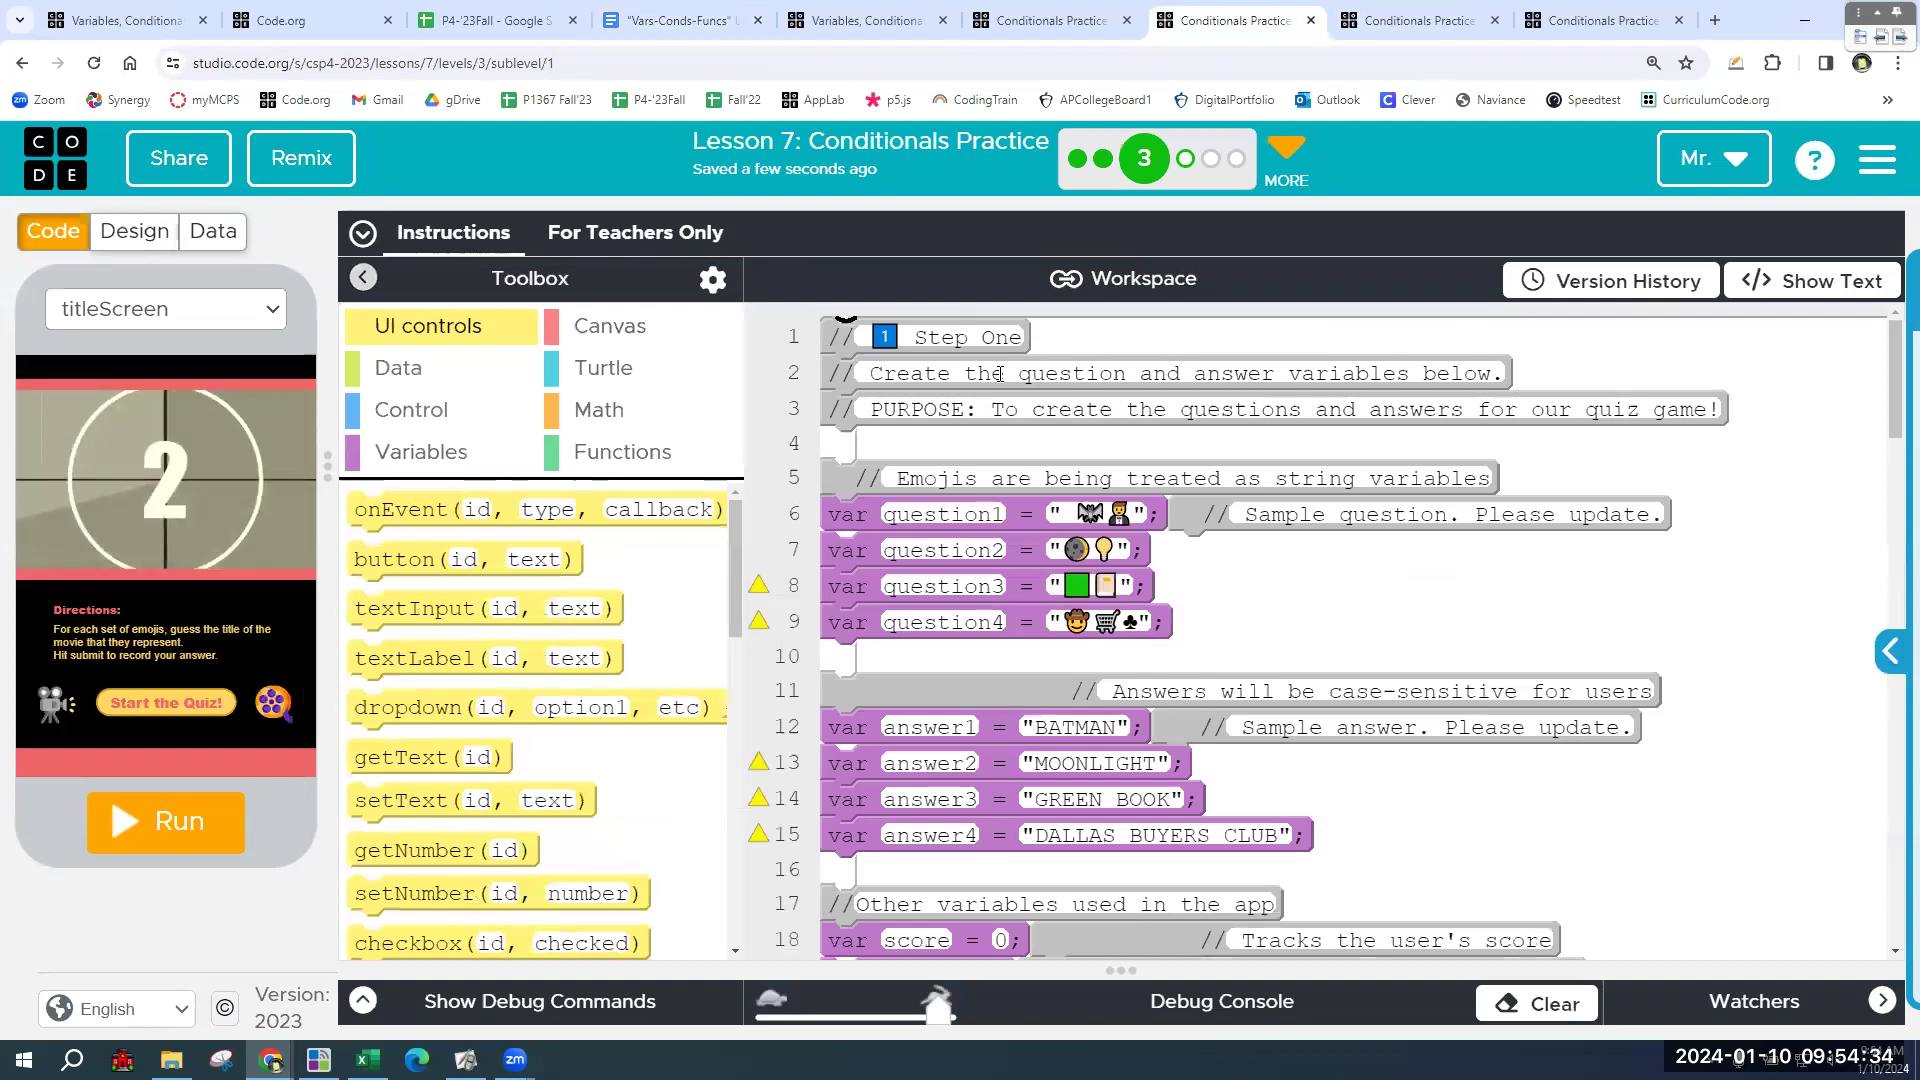 Variables, Conditiona
Code.org
P4-'23Fall - Google S
"Vars-Conds-Funcs" 
Variables, Conditional
Conditionals Practice
Conditionals Practice
Conditionals Practice
Conditionals Practice
studio.code.org/s/csp4-2023/lessons/7/levels/3/sublevel/1
Zoom
Synergy
myMCPS
Code.org
Gmail
gDrive
P1367 Fall'23
P4-'23Fall
Fall'22
AppLab
p5.js
CodingTrain
APCollegeBoard1
DigitalPortfolio
Outlook
Clever
Naviance
Speedtest
CurriculumCode.org
C O
D E
Share
Remix
Lesson 7: Conditionals Practice
Saved a few seconds ago
3
MORE
Mr.
?
Code
Design
Data
Instructions
For Teachers Only
Toolbox
Workspace
Version History
</> Show Text
titleScreen
2
Directions:
For each set of emojis, guess the title of the
movie that they represent.
Hit submit to record your answer.
Start the Quiz!
Run
UI controls
Canvas
Data
Turtle
Control
Math
Variables
Functions
onEvent(id, type, callback)
button(id, text)
textInput(id, text)
textLabel(id, text)
dropdown(id, option1, etc)
getText(id)
setText(id, text)
getNumber(id)
setNumber(id, number)
checkbox(id, checked)
1 // 1️⃣ Step One
2 // Create the question and answer variables below.
3 // PURPOSE: To create the questions and answers for our quiz game!
4
5 // Emojis are being treated as string variables
6 var question1 = " 🦇🤵"; // Sample question. Please update.
7 var question2 = "🌑💡";
8 var question3 = "🟩📔";
9 var question4 = "🤠🛒♣";
10
11 // Answers will be case-sensitive for users
12 var answer1 = "BATMAN"; // Sample answer. Please update.
13 var answer2 = "MOONLIGHT";
14 var answer3 = "GREEN BOOK";
15 var answer4 = "DALLAS BUYERS CLUB";
16
17 //Other variables used in the app
18 var score = 0; // Tracks the user's score
English
©
Version:
2023
Show Debug Commands
Debug Console
Clear
Watchers
zm
2024-01-10 09:54:34
1/10/2024